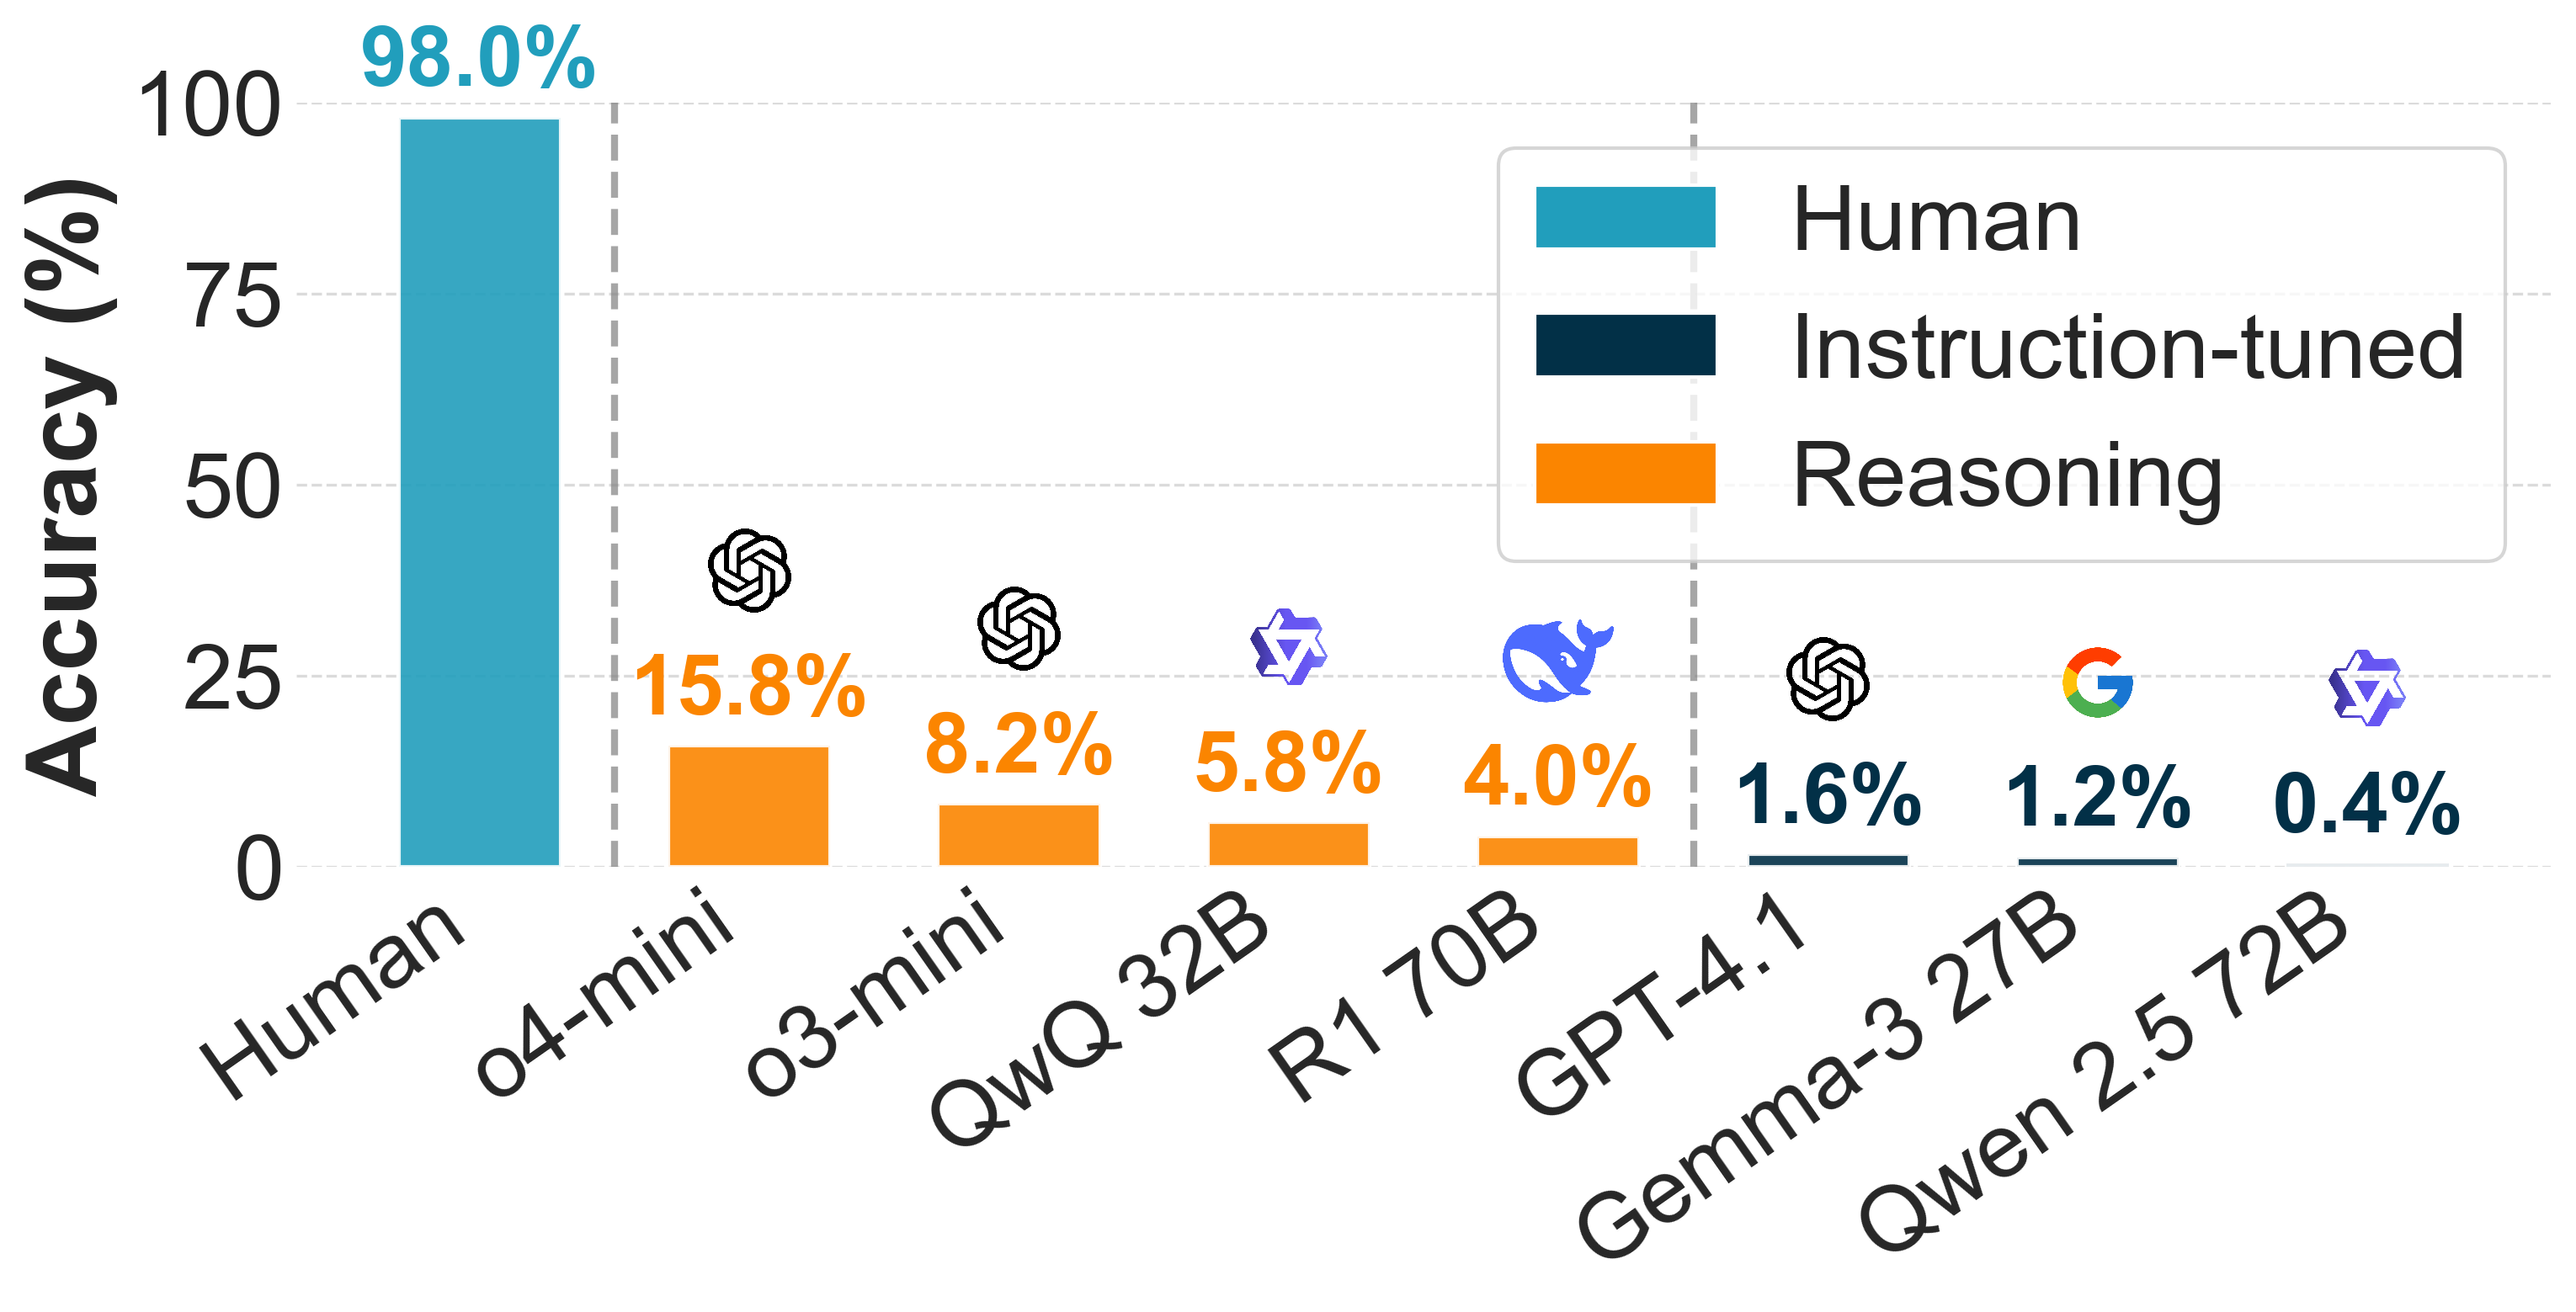 98.0%
100
75
50
25
0
Accuracy (%)
Human
Instruction-tuned
Reasoning
15.8%
8.2%
5.8%
4.0%
1.6%
1.2%
0.4%
Human
o4-mini
o3-mini
QwQ 32B
R1 70B
GPT-4.1
Gemma-3 27B
Qwen 2.5 72B